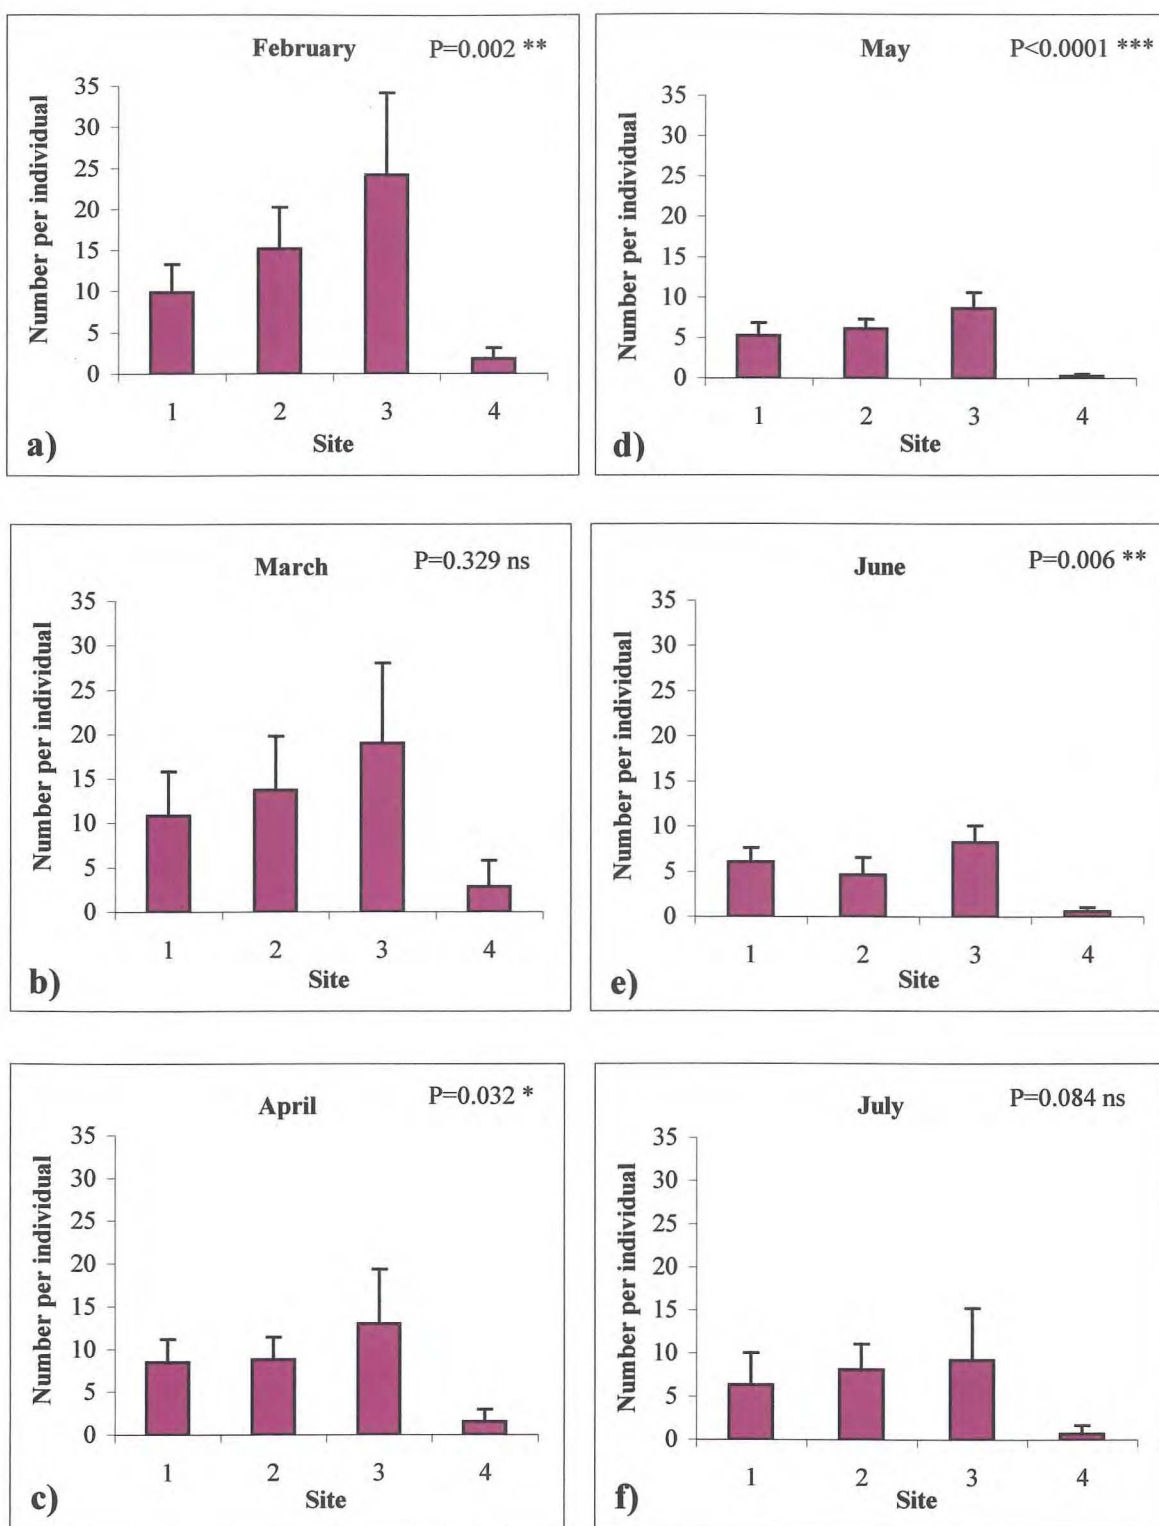 February P=0.002 **
Number per individual
35
30
25
20
15
10
5
0
1 2 3 4
Site
a)
May P<0.0001 ***
Number per individual
35
30
25
20
15
10
5
0
1 2 3 4
Site
d)
March P=0.329 ns
Number per individual
35
30
25
20
15
10
5
0
1 2 3 4
Site
b)
June P=0.006 **
Number per individual
35
30
25
20
15
10
5
0
1 2 3 4
Site
e)
April P=0.032 *
Number per individual
35
30
25
20
15
10
5
0
1 2 3 4
Site
c)
July P=0.084 ns
Number per individual
35
30
25
20
15
10
5
0
1 2 3 4
Site
f)